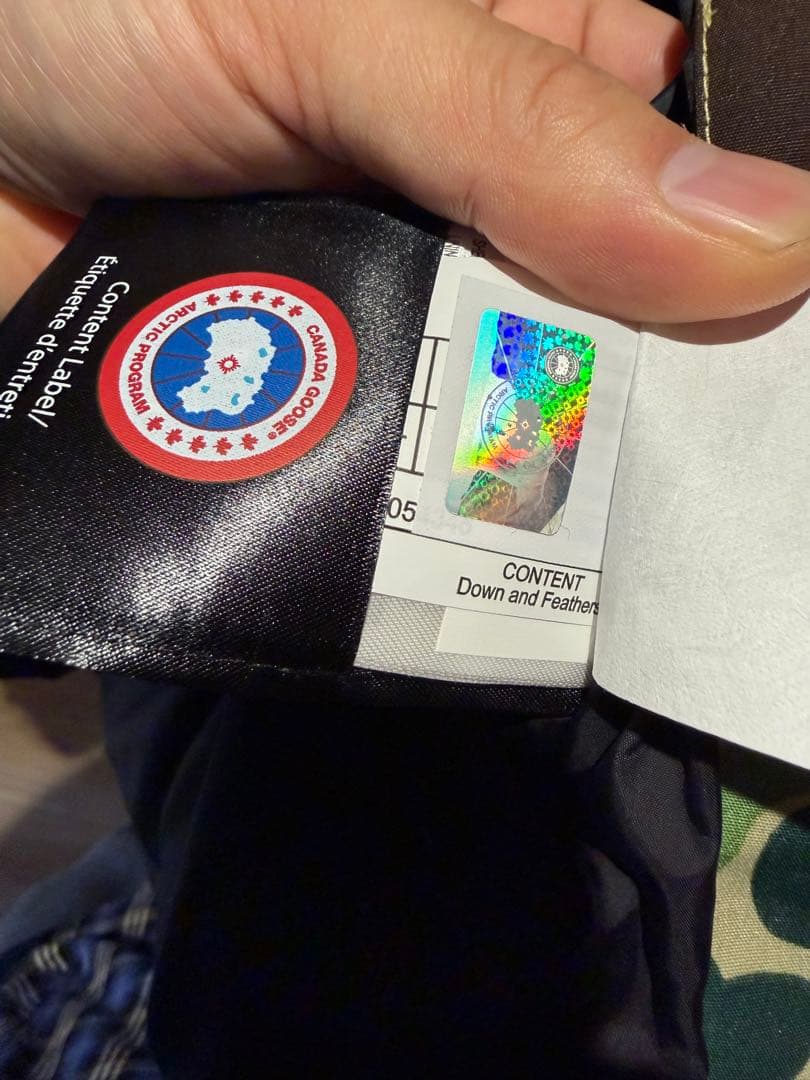 Content Label/
Étiquette d'entreti
CANADA GOOSE®
ARCTIC PROGRAM
05
CONTENT
Down and Feathers